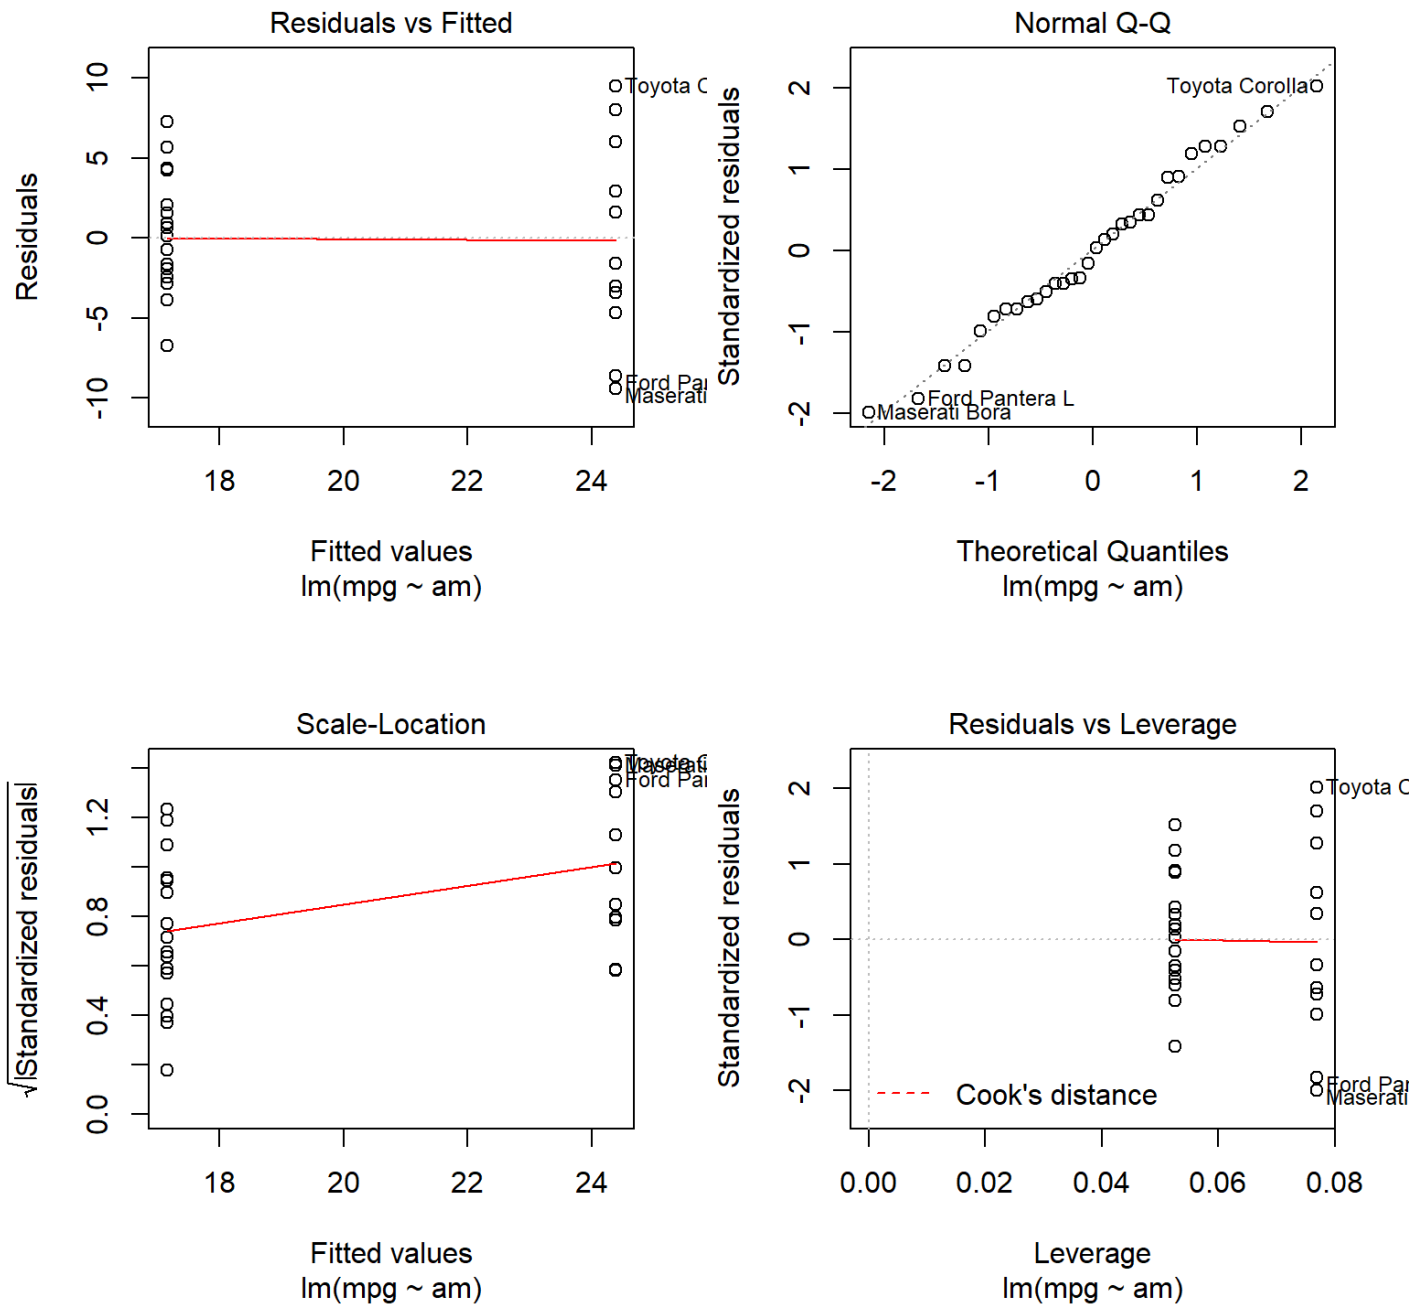 Residuals vs Fitted
Residuals
10
5
0
-5
-10
Toyota C
Ford Pan
Maserati
18 20 22 24
Fitted values
lm(mpg ~ am)
Normal Q-Q
Standardized residuals
2
1
0
-1
-2
Toyota Corolla
Ford Pantera L
Maserati Bora
-2 -1 0 1 2
Theoretical Quantiles
lm(mpg ~ am)
Scale-Location
√|Standardized residuals|
1.2
0.8
0.4
0.0
Toyota C
Maserati
Ford Pan
18 20 22 24
Fitted values
lm(mpg ~ am)
Residuals vs Leverage
Standardized residuals
2
1
0
-1
-2
Toyota C
Ford Pan
Maserati
Cook's distance
0.00 0.02 0.04 0.06 0.08
Leverage
lm(mpg ~ am)